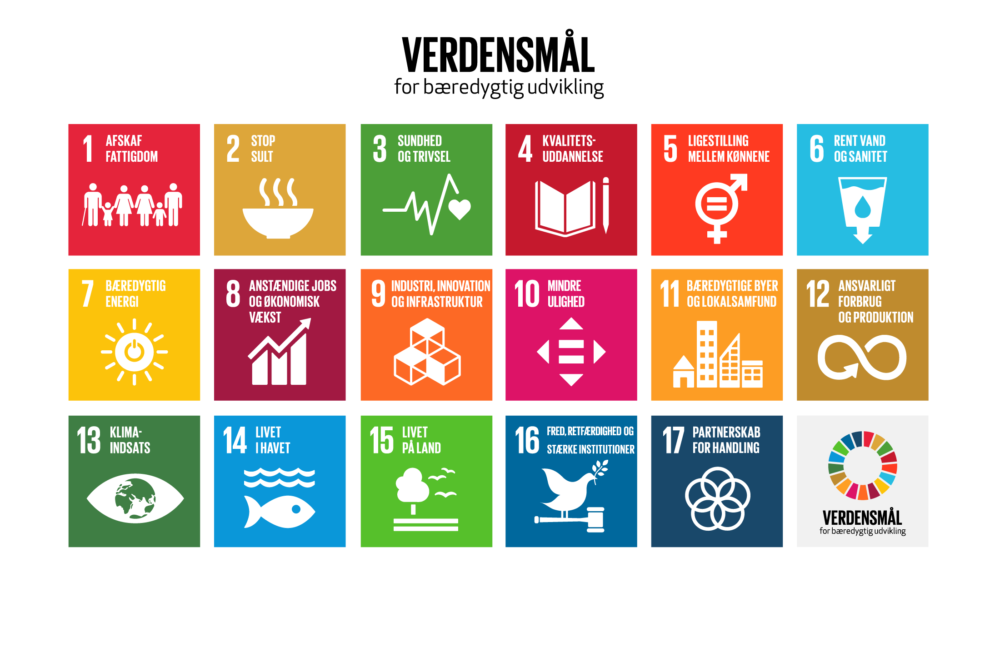 VERDENSMÅL
for bæredygtig udvikling
1 AFSKAF
FATTIGDOM
2 STOP
SULT
3 SUNDHED
OG TRIVSEL
4 KVALITETS-
UDDANNELSE
5 LIGESTILLING
MELLEM KØNNENE
6 RENT VAND
OG SANITET
7 BÆREDYGTIG
ENERGI
8 ANSTÆNDIGE JOBS
OG ØKONOMISK
VÆKST
9 INDUSTRI, INNOVATION
OG INFRASTRUKTUR
10 MINDRE
ULIGHED
11 BÆREDYGTIGE BYER
OG LOKALSAMFUND
12 ANSVARLIGT
FORBRUG
OG PRODUKTION
13 KLIMA-
INDSATS
14 LIVET
I HAVET
15 LIVET
PÅ LAND
16 FRED, RETFÆRDIGHED OG
STÆRKE INSTITUTIONER
17 PARTNERSKAB
FOR HANDLING
VERDENSMÅL
for bæredygtig udvikling